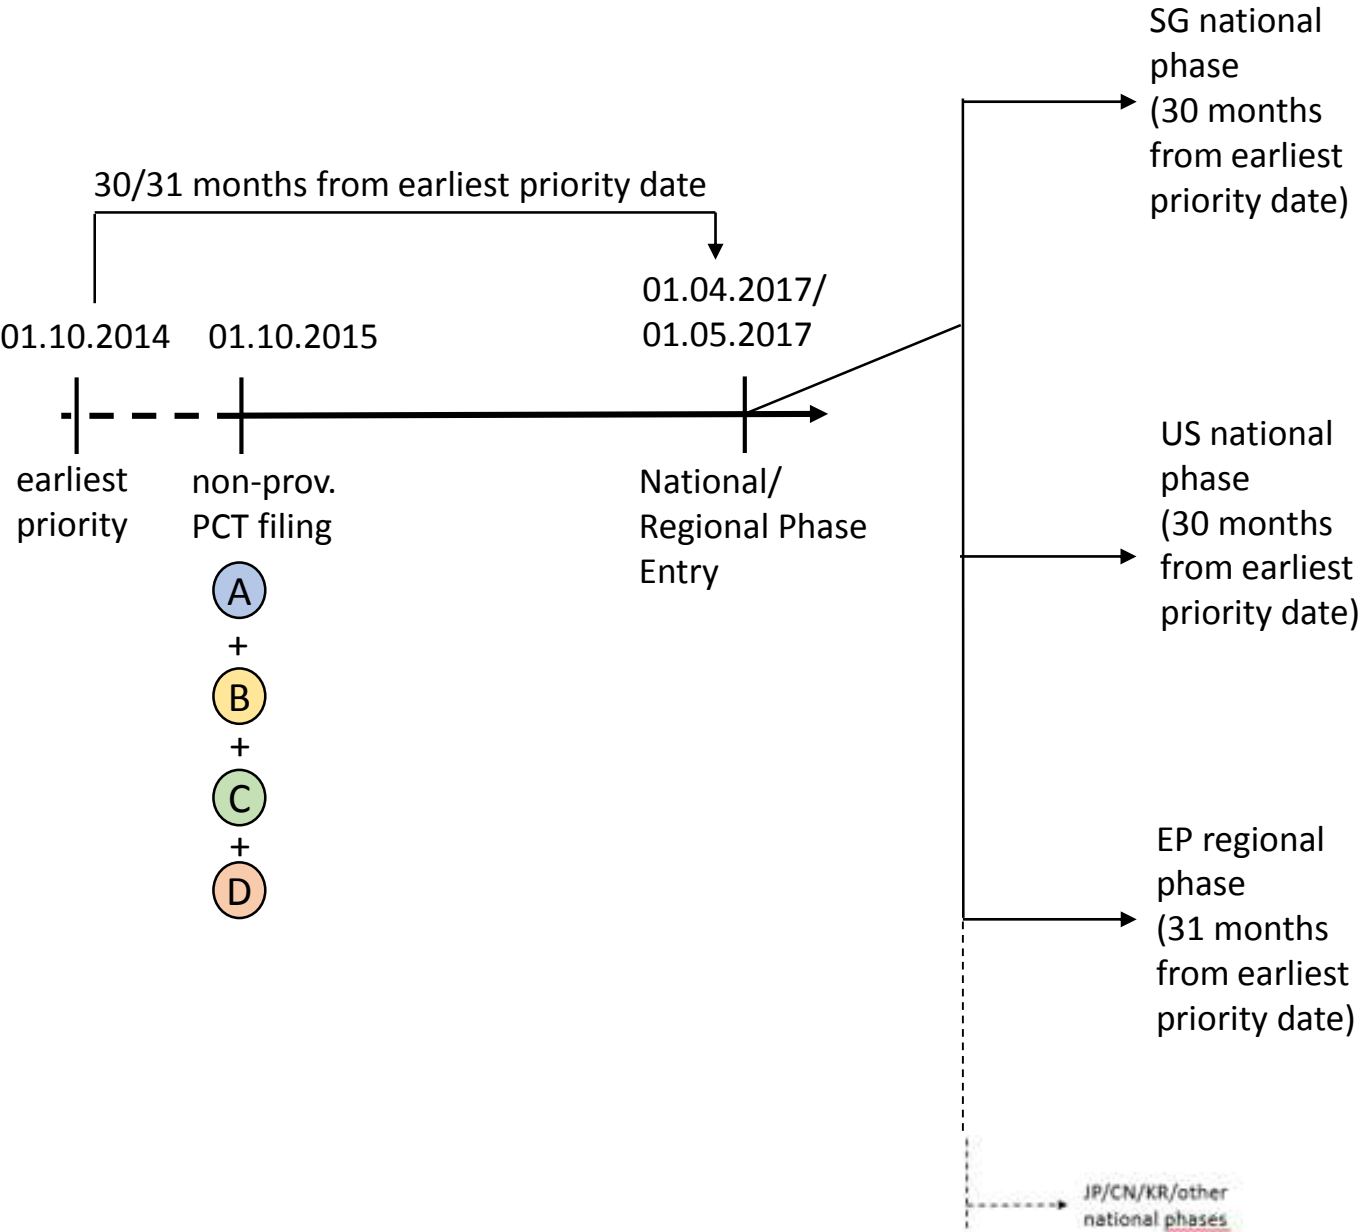 SG national
phase
(30 months
from earliest
priority date)
30/31 months from earliest priority date
01.04.2017/
01.05.2017
01.10.2014
01.10.2015
earliest
priority
non-prov.
PCT filing
National/
Regional Phase
Entry
A
+
B
+
C
+
D
US national
phase
(30 months
from earliest
priority date)
EP regional
phase
(31 months
from earliest
priority date)
JP/CN/KR/other
national phases